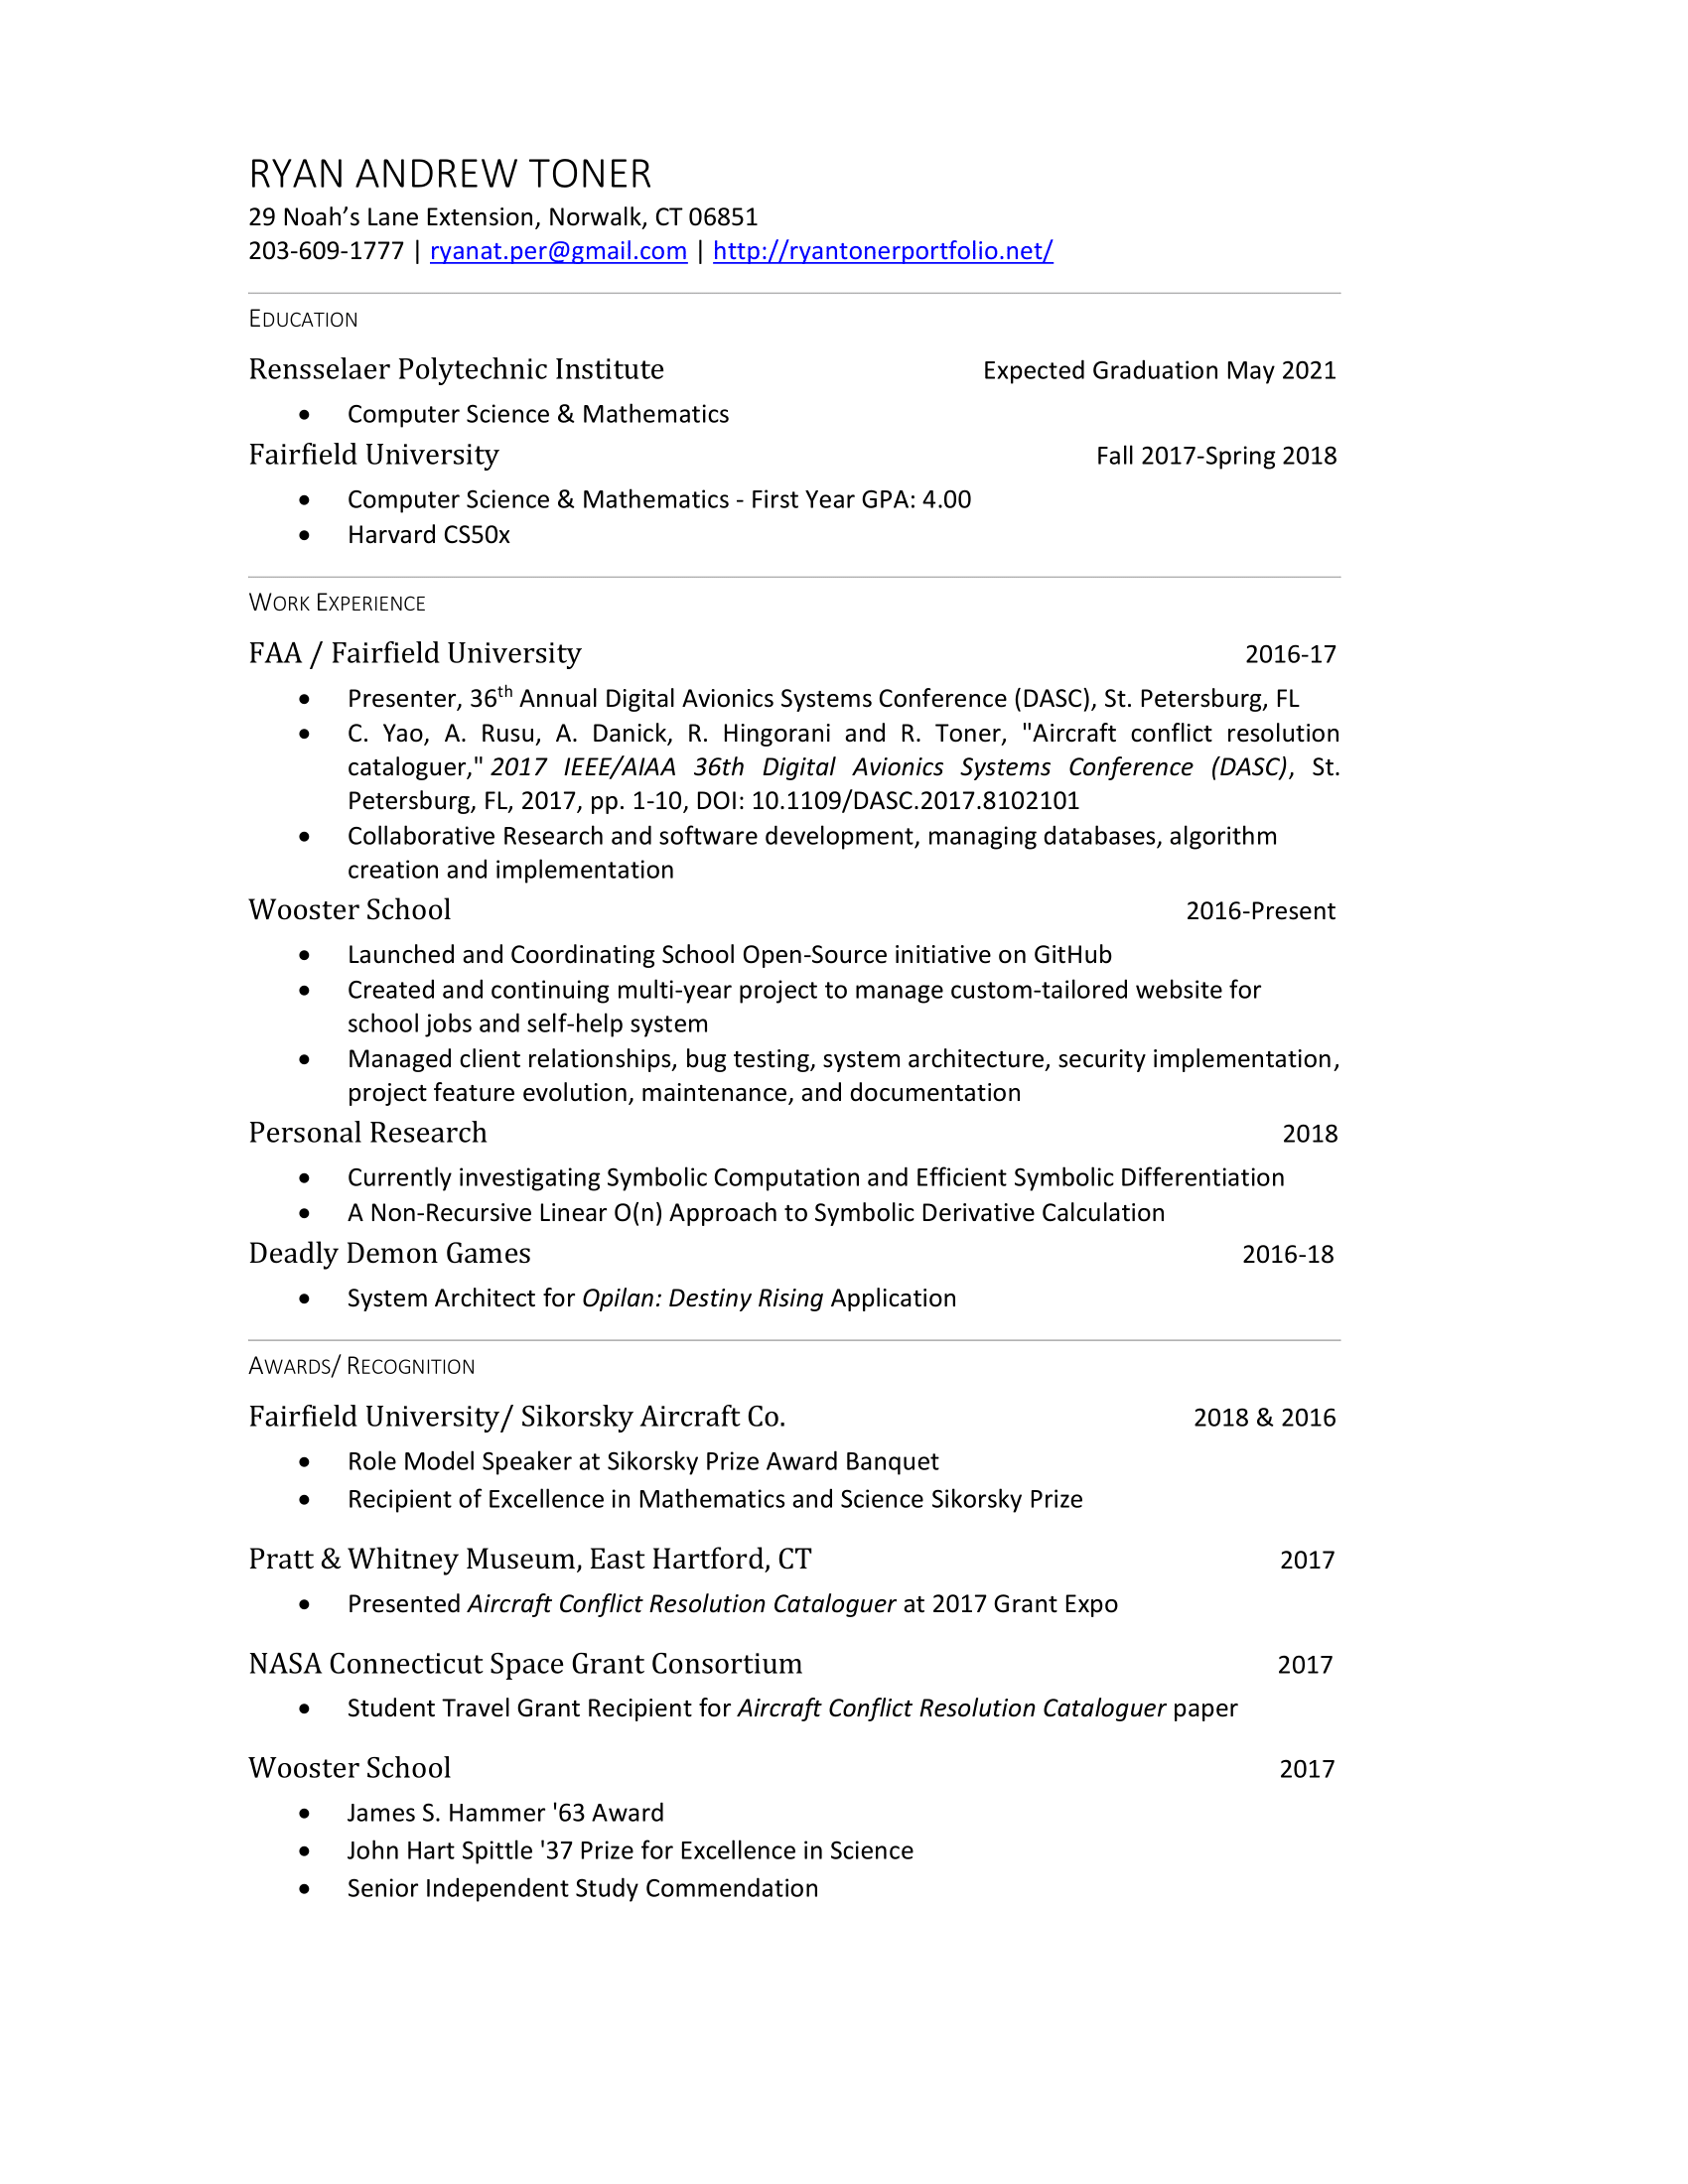 RYAN ANDREW TONER
29 Noah’s Lane Extension, Norwalk, CT 06851
203-609-1777 | ryanat.per@gmail.com | http://ryantonerportfolio.net/
EDUCATION
Rensselaer Polytechnic Institute Expected Graduation May 2021
• Computer Science & Mathematics
Fairfield University Fall 2017-Spring 2018
• Computer Science & Mathematics - First Year GPA: 4.00
• Harvard CS50x
WORK EXPERIENCE
FAA / Fairfield University 2016-17
• Presenter, 36th Annual Digital Avionics Systems Conference (DASC), St. Petersburg, FL
• C. Yao, A. Rusu, A. Danick, R. Hingorani and R. Toner, "Aircraft conflict resolution
cataloguer," 2017 IEEE/AIAA 36th Digital Avionics Systems Conference (DASC), St.
Petersburg, FL, 2017, pp. 1-10, DOI: 10.1109/DASC.2017.8102101
• Collaborative Research and software development, managing databases, algorithm
creation and implementation
Wooster School 2016-Present
• Launched and Coordinating School Open-Source initiative on GitHub
• Created and continuing multi-year project to manage custom-tailored website for
school jobs and self-help system
• Managed client relationships, bug testing, system architecture, security implementation,
project feature evolution, maintenance, and documentation
Personal Research 2018
• Currently investigating Symbolic Computation and Efficient Symbolic Differentiation
• A Non-Recursive Linear O(n) Approach to Symbolic Derivative Calculation
Deadly Demon Games 2016-18
• System Architect for Opilan: Destiny Rising Application
AWARDS/ RECOGNITION
Fairfield University/ Sikorsky Aircraft Co. 2018 & 2016
• Role Model Speaker at Sikorsky Prize Award Banquet
• Recipient of Excellence in Mathematics and Science Sikorsky Prize
Pratt & Whitney Museum, East Hartford, CT 2017
• Presented Aircraft Conflict Resolution Cataloguer at 2017 Grant Expo
NASA Connecticut Space Grant Consortium 2017
• Student Travel Grant Recipient for Aircraft Conflict Resolution Cataloguer paper
Wooster School 2017
• James S. Hammer '63 Award
• John Hart Spittle '37 Prize for Excellence in Science
• Senior Independent Study Commendation